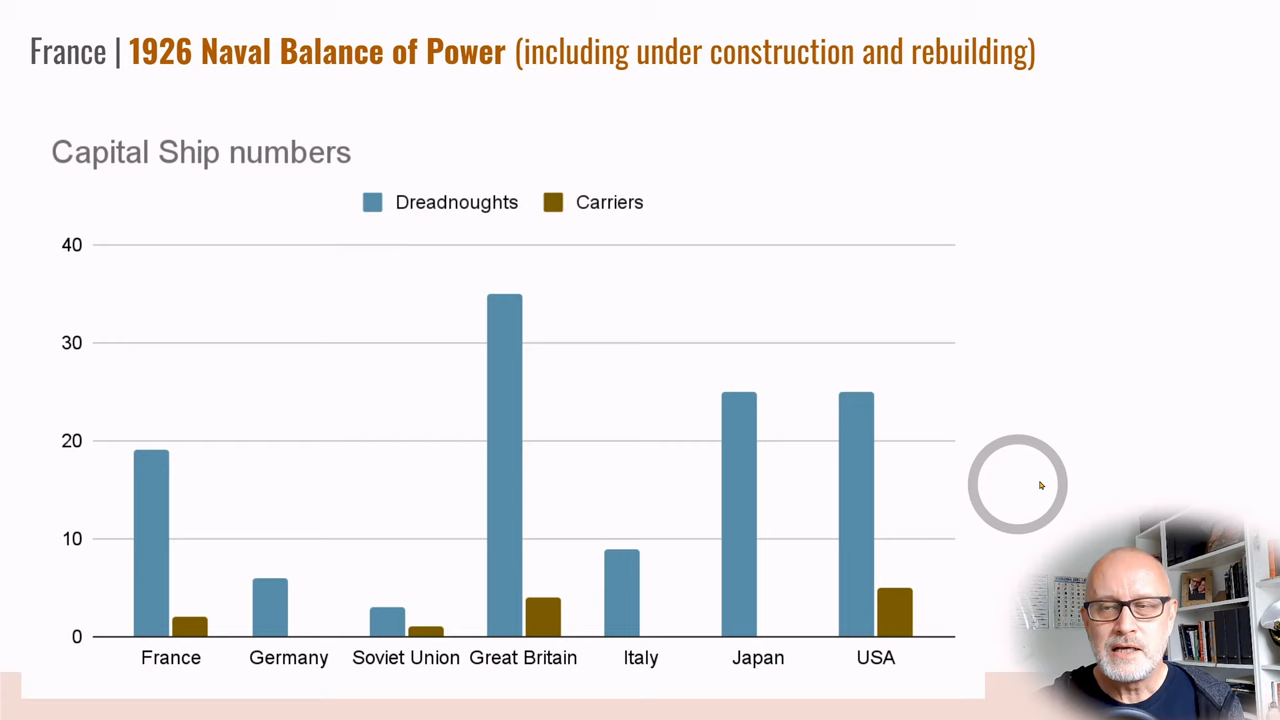 France | 1926 Naval Balance of Power (including under construction and rebuilding)
Capital Ship numbers
Dreadnoughts Carriers
40
30
20
10
0
France Germany Soviet Union Great Britain Italy Japan USA